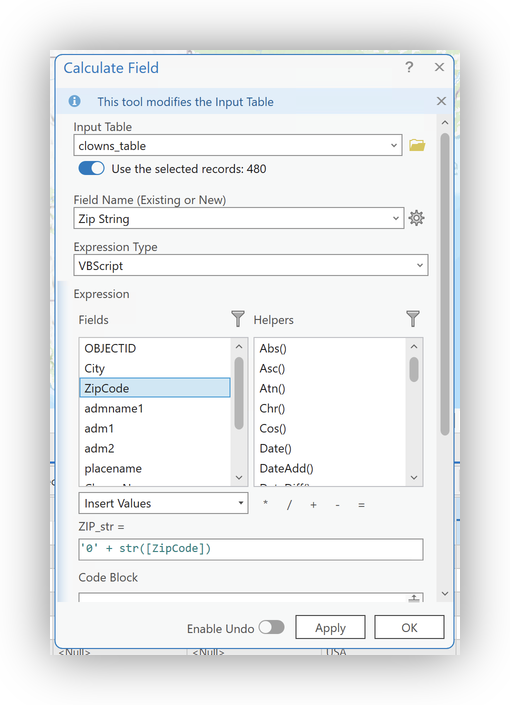 Calculate Field ?
This tool modifies the Input Table
Input Table
clowns_table
Use the selected records: 480
Field Name (Existing or New)
Zip String
Expression Type
VBScript
Expression
Fields
OBJECTID
City
ZipCode
admname1
adm1
adm2
placename
Helpers
Abs()
Asc()
Atn()
Chr()
Cos()
Date()
DateAdd()
DateDiff()
Insert Values
* / + - =
ZIP_str =
'0' + str([ZipCode])
Code Block
Enable Undo
Apply
OK
<Null> <Null> USA